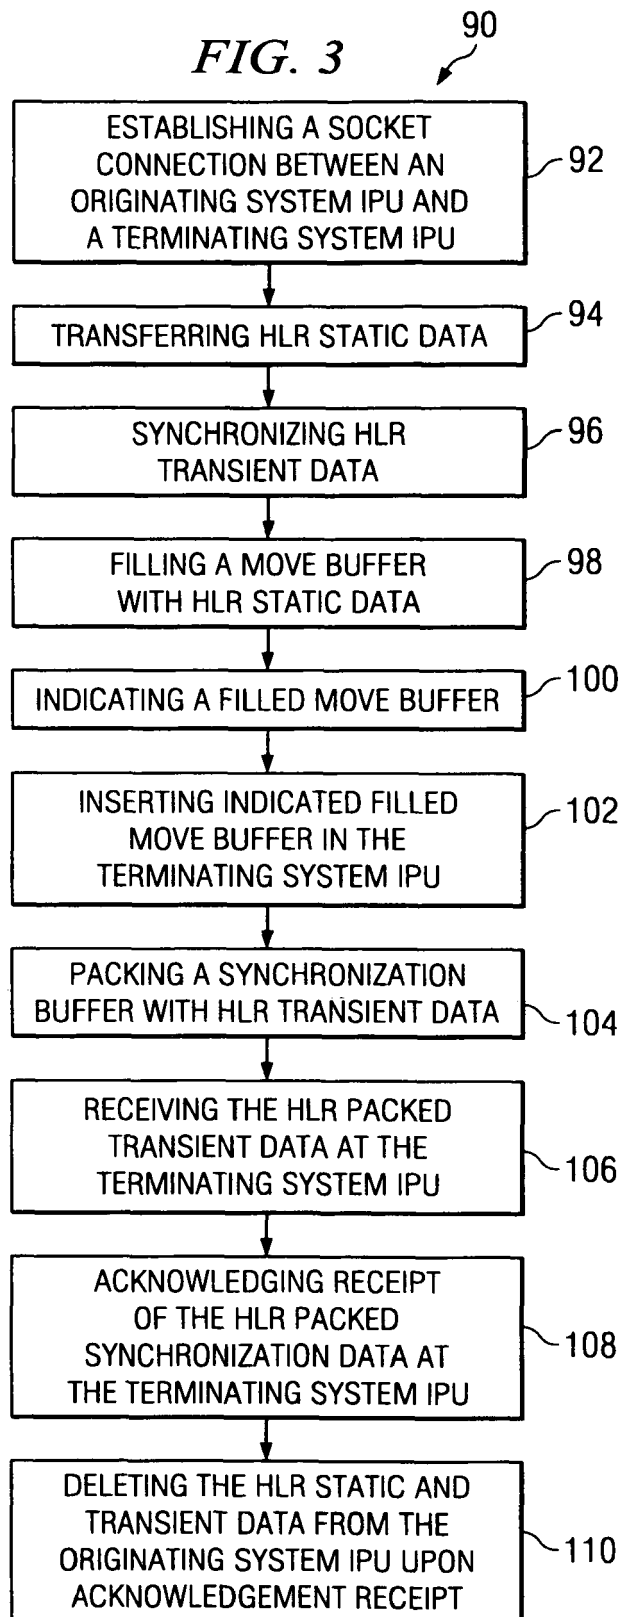 FIG. 3
90
ESTABLISHING A SOCKET
CONNECTION BETWEEN AN
ORIGINATING SYSTEM IPU AND
A TERMINATING SYSTEM IPU
92
TRANSFERRING HLR STATIC DATA
94
SYNCHRONIZING HLR
TRANSIENT DATA
96
FILLING A MOVE BUFFER
WITH HLR STATIC DATA
98
INDICATING A FILLED MOVE BUFFER
100
INSERTING INDICATED FILLED
MOVE BUFFER IN THE
TERMINATING SYSTEM IPU
102
PACKING A SYNCHRONIZATION
BUFFER WITH HLR TRANSIENT DATA
104
RECEIVING THE HLR PACKED
TRANSIENT DATA AT THE
TERMINATING SYSTEM IPU
106
ACKNOWLEDGING RECEIPT
OF THE HLR PACKED
SYNCHRONIZATION DATA AT
THE TERMINATING SYSTEM IPU
108
DELETING THE HLR STATIC AND
TRANSIENT DATA FROM THE
ORIGINATING SYSTEM IPU UPON
ACKNOWLEDGEMENT RECEIPT
110